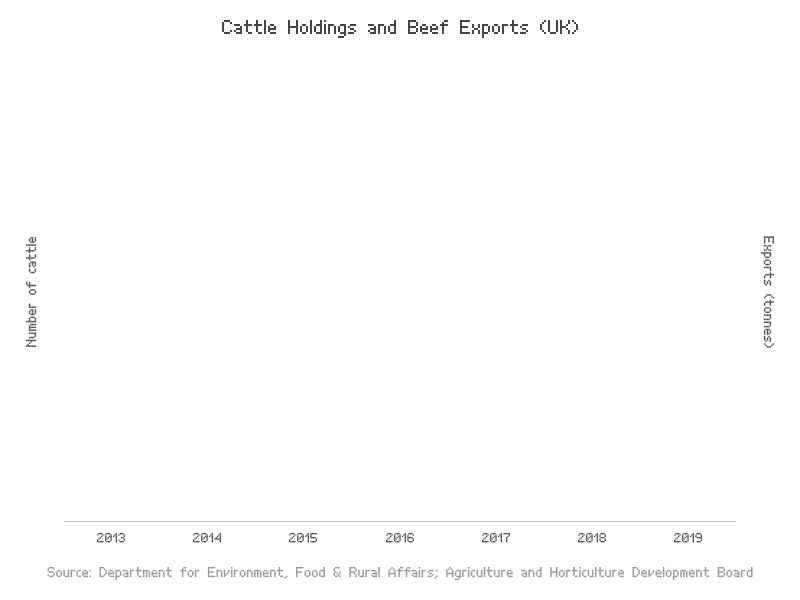 Cattle Holdings and Beef Exports (UK)
Number of cattle
Exports (tonnes)
2013 2014 2015 2016 2017 2018 2019
Source: Department for Environment, Food & Rural Affairs; Agriculture and Horticulture Development Board